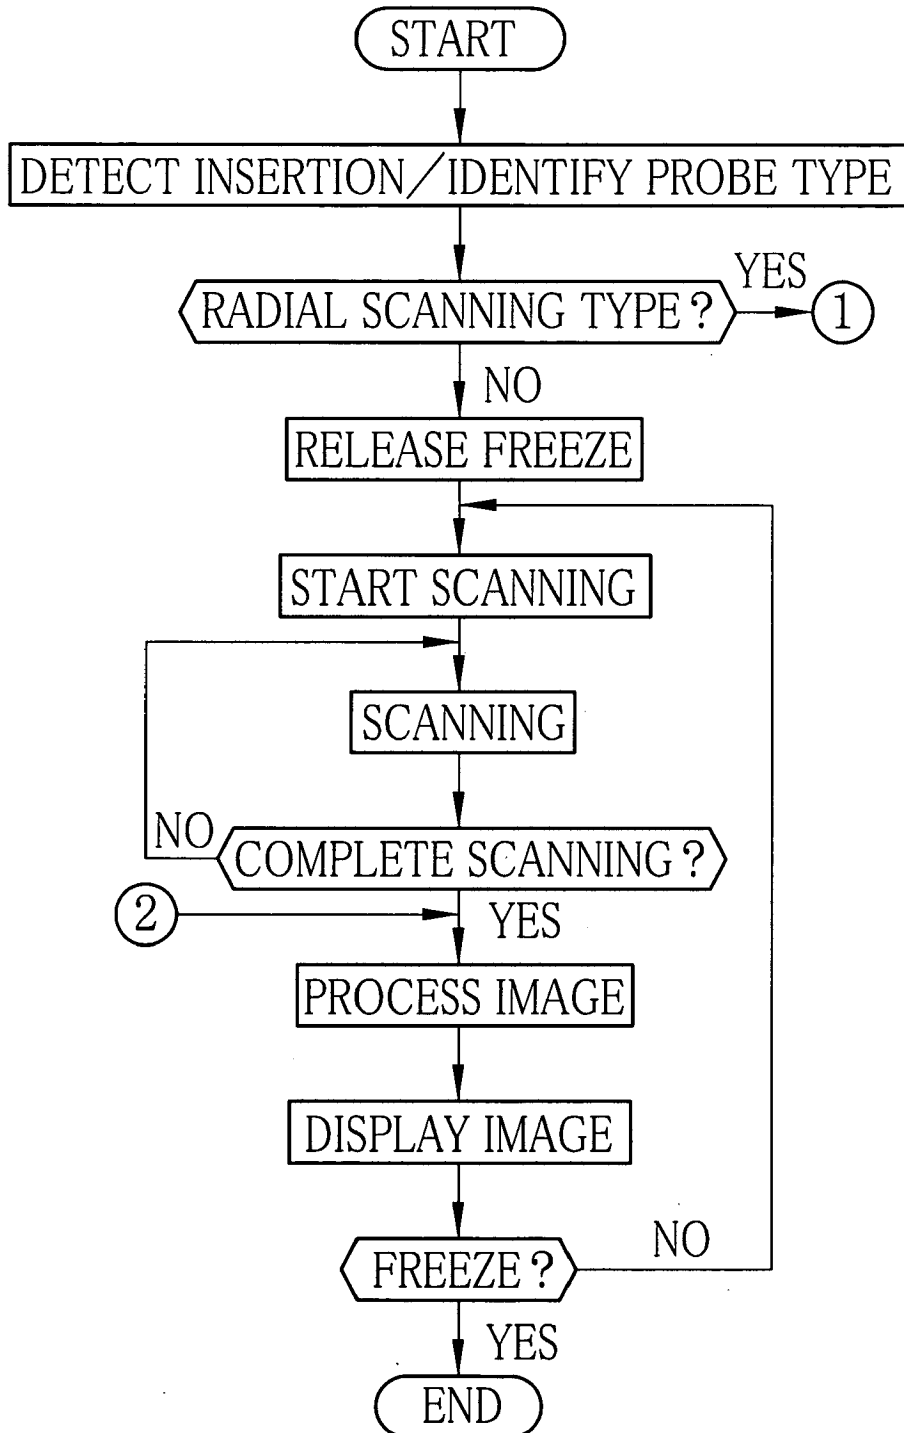 START
DETECT INSERTION/IDENTIFY PROBE TYPE
YES
RADIAL SCANNING TYPE?
1
NO
RELEASE FREEZE
START SCANNING
SCANNING
NO
COMPLETE SCANNING?
2
YES
PROCESS IMAGE
DISPLAY IMAGE
NO
FREEZE?
YES
END